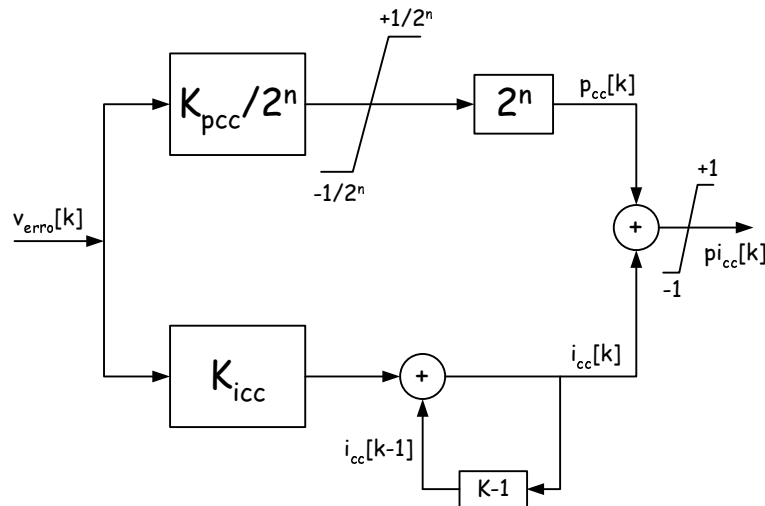 +1/2ⁿ
K_pcc/2ⁿ
2ⁿ
p_cc[k]
-1/2ⁿ
+1
v_erro[k]
+
pi_cc[k]
-1
K_icc
+
i_cc[k]
i_cc[k-1]
K-1